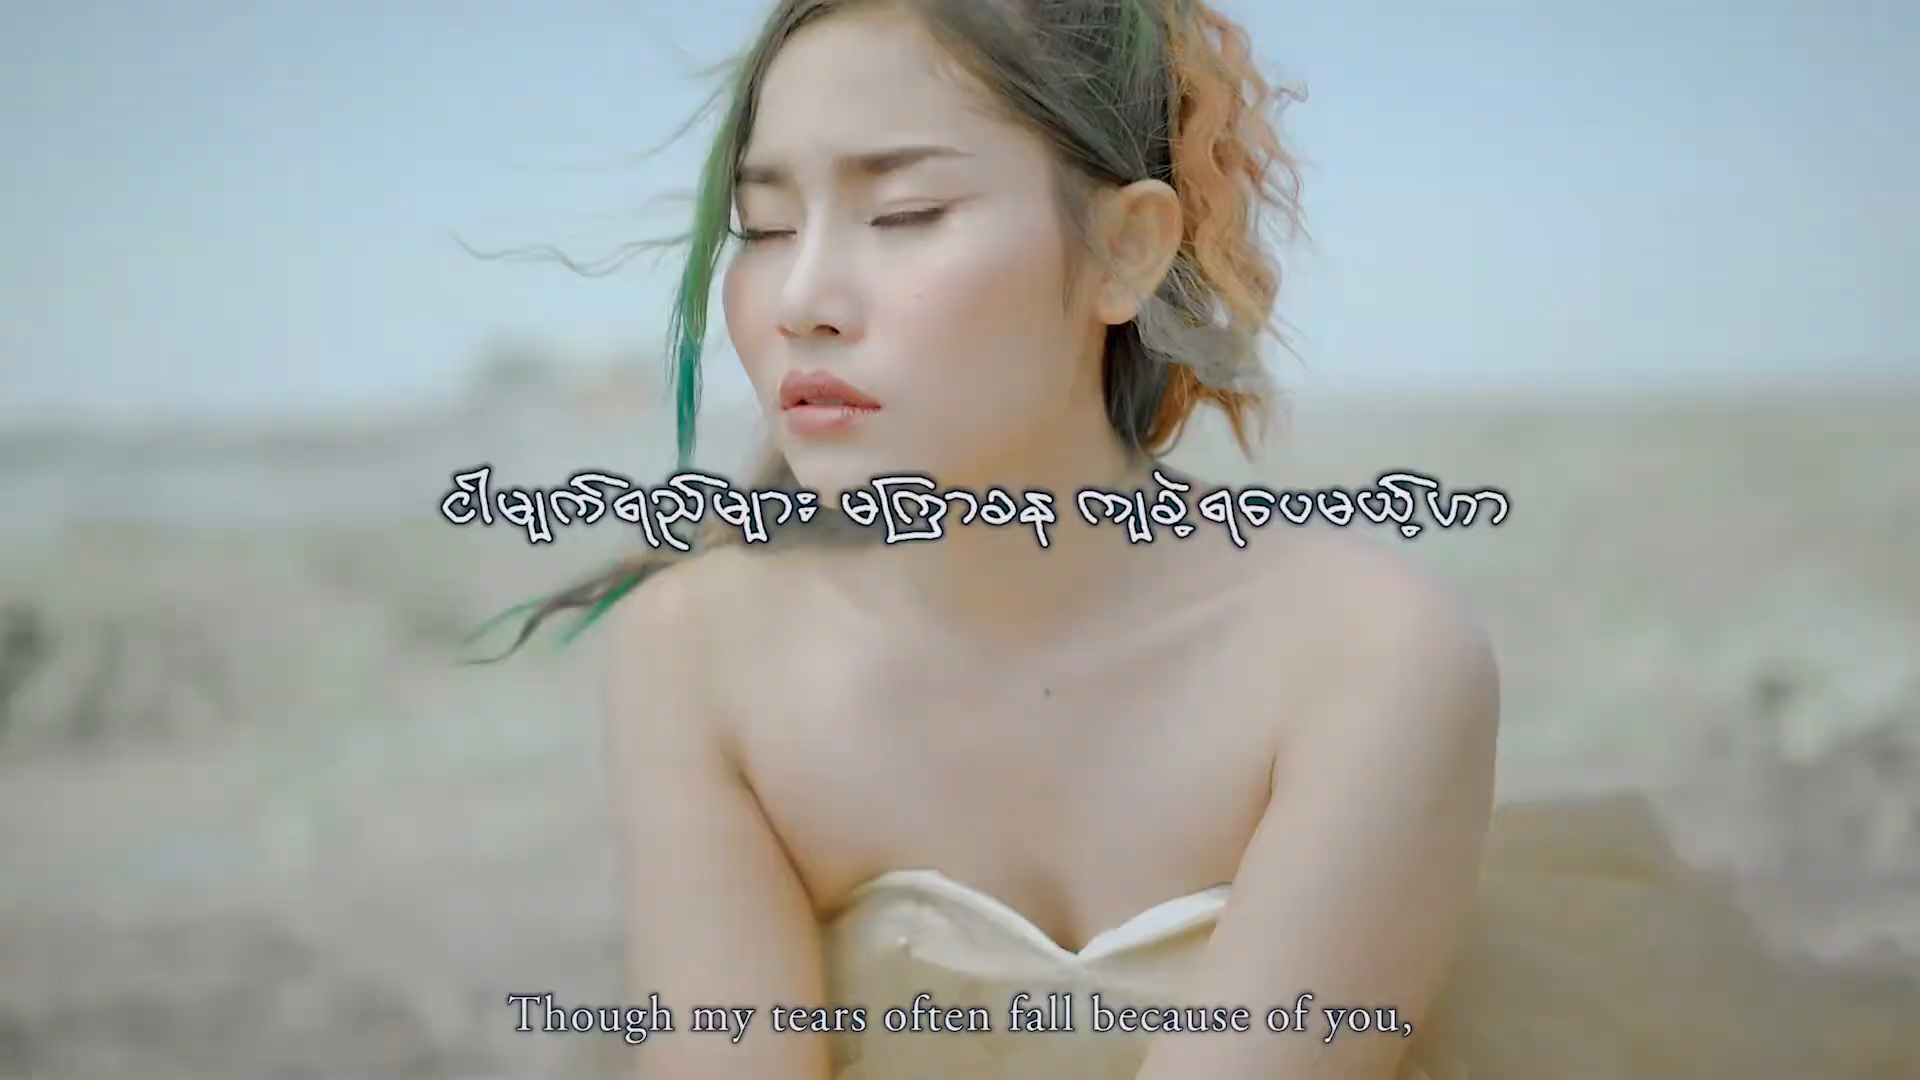 ငါမျက်ရည်များ မကြာခန ကျခဲ့ရပေမယ့်ဟာ
Though my tears often fall because of you,